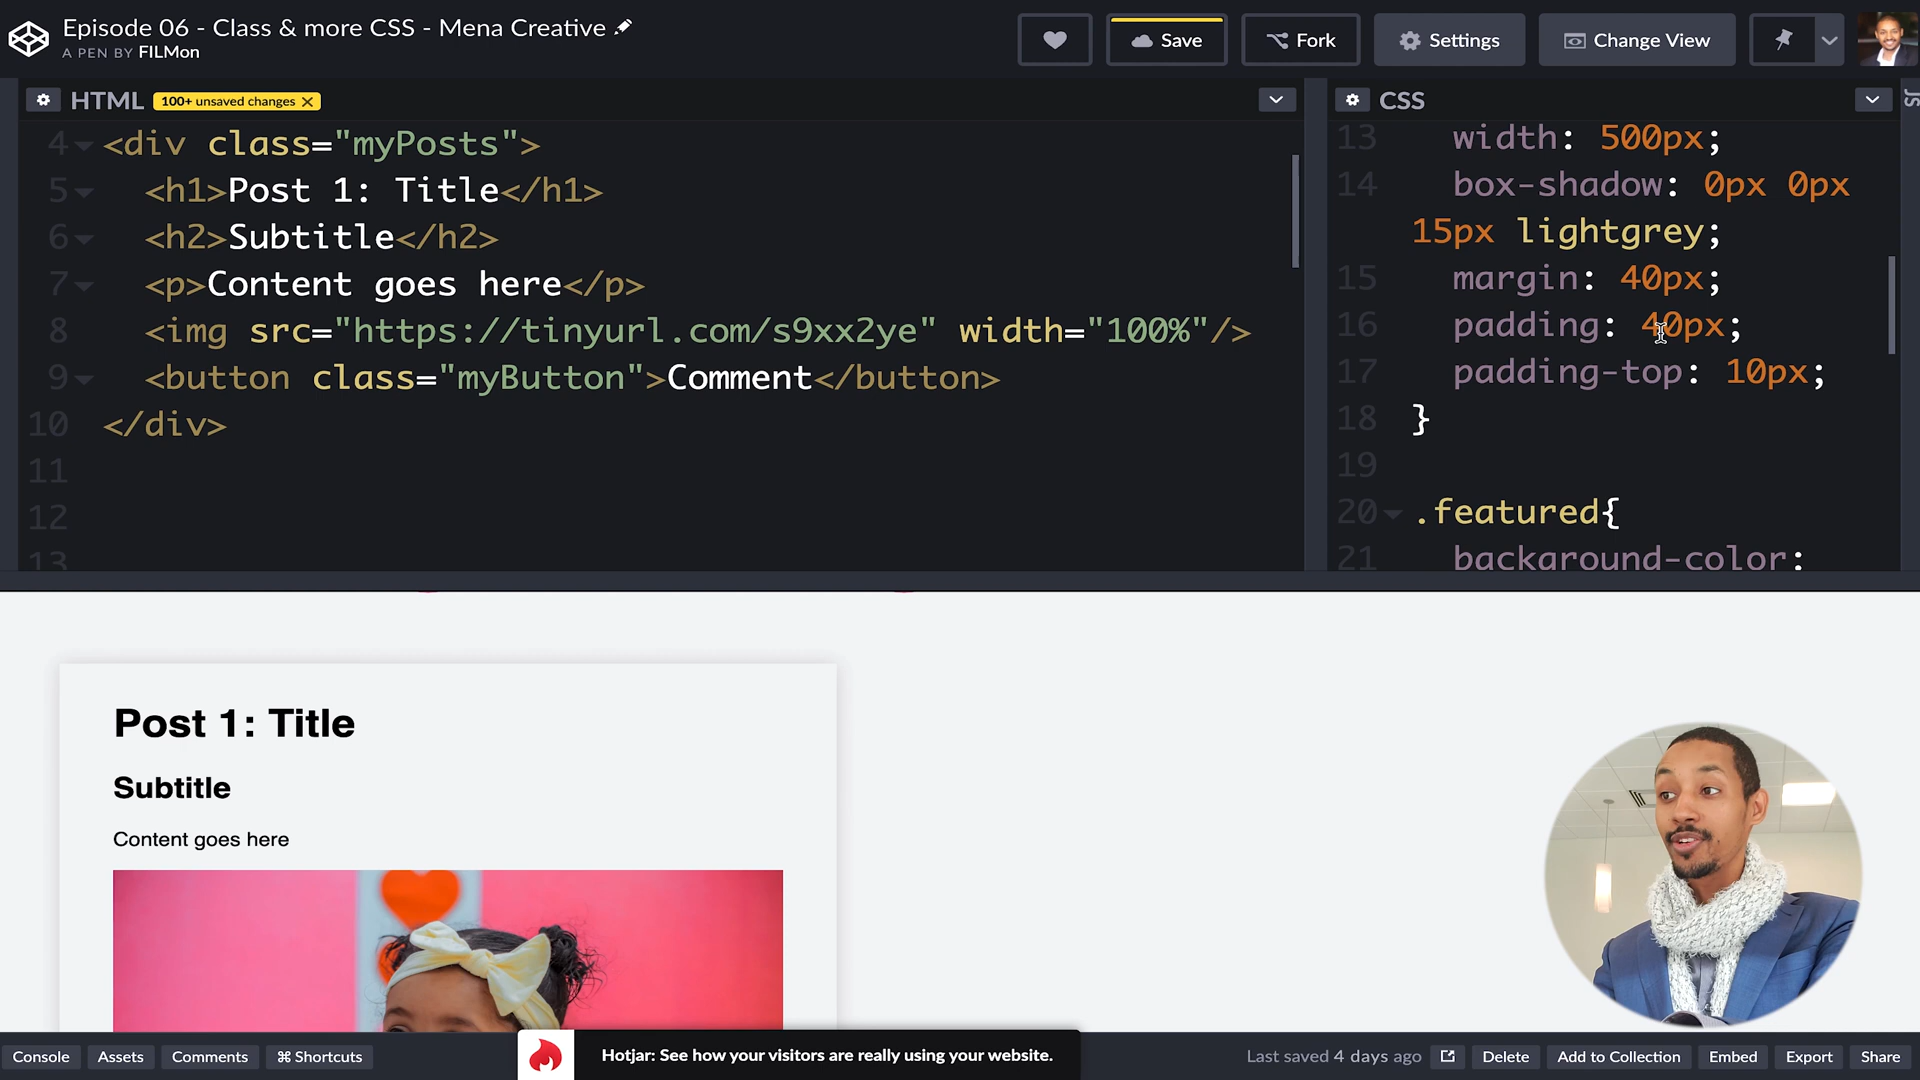 Episode 06 - Class & more CSS - Mena Creative
A PEN BY FILMon
Save
Fork
Settings
Change View
HTML
100+ unsaved changes X
CSS
JS
4 <div class="myPosts">
5 <h1>Post 1: Title</h1>
6 <h2>Subtitle</h2>
7 <p>Content goes here</p>
8 <img src="https://tinyurl.com/s9xx2ye" width="100%"/>
9 <button class="myButton">Comment</button>
10 </div>
11
12
13
13 width: 500px;
14 box-shadow: 0px 0px
15px lightgrey;
15 margin: 40px;
16 padding: 40px;
17 padding-top: 10px;
18 }
19
20 .featured{
21 background-color:
Post 1: Title
Subtitle
Content goes here
Console
Assets
Comments
⌘ Shortcuts
Hotjar: See how your visitors are really using your website.
Last saved 4 days ago
Delete
Add to Collection
Embed
Export
Share